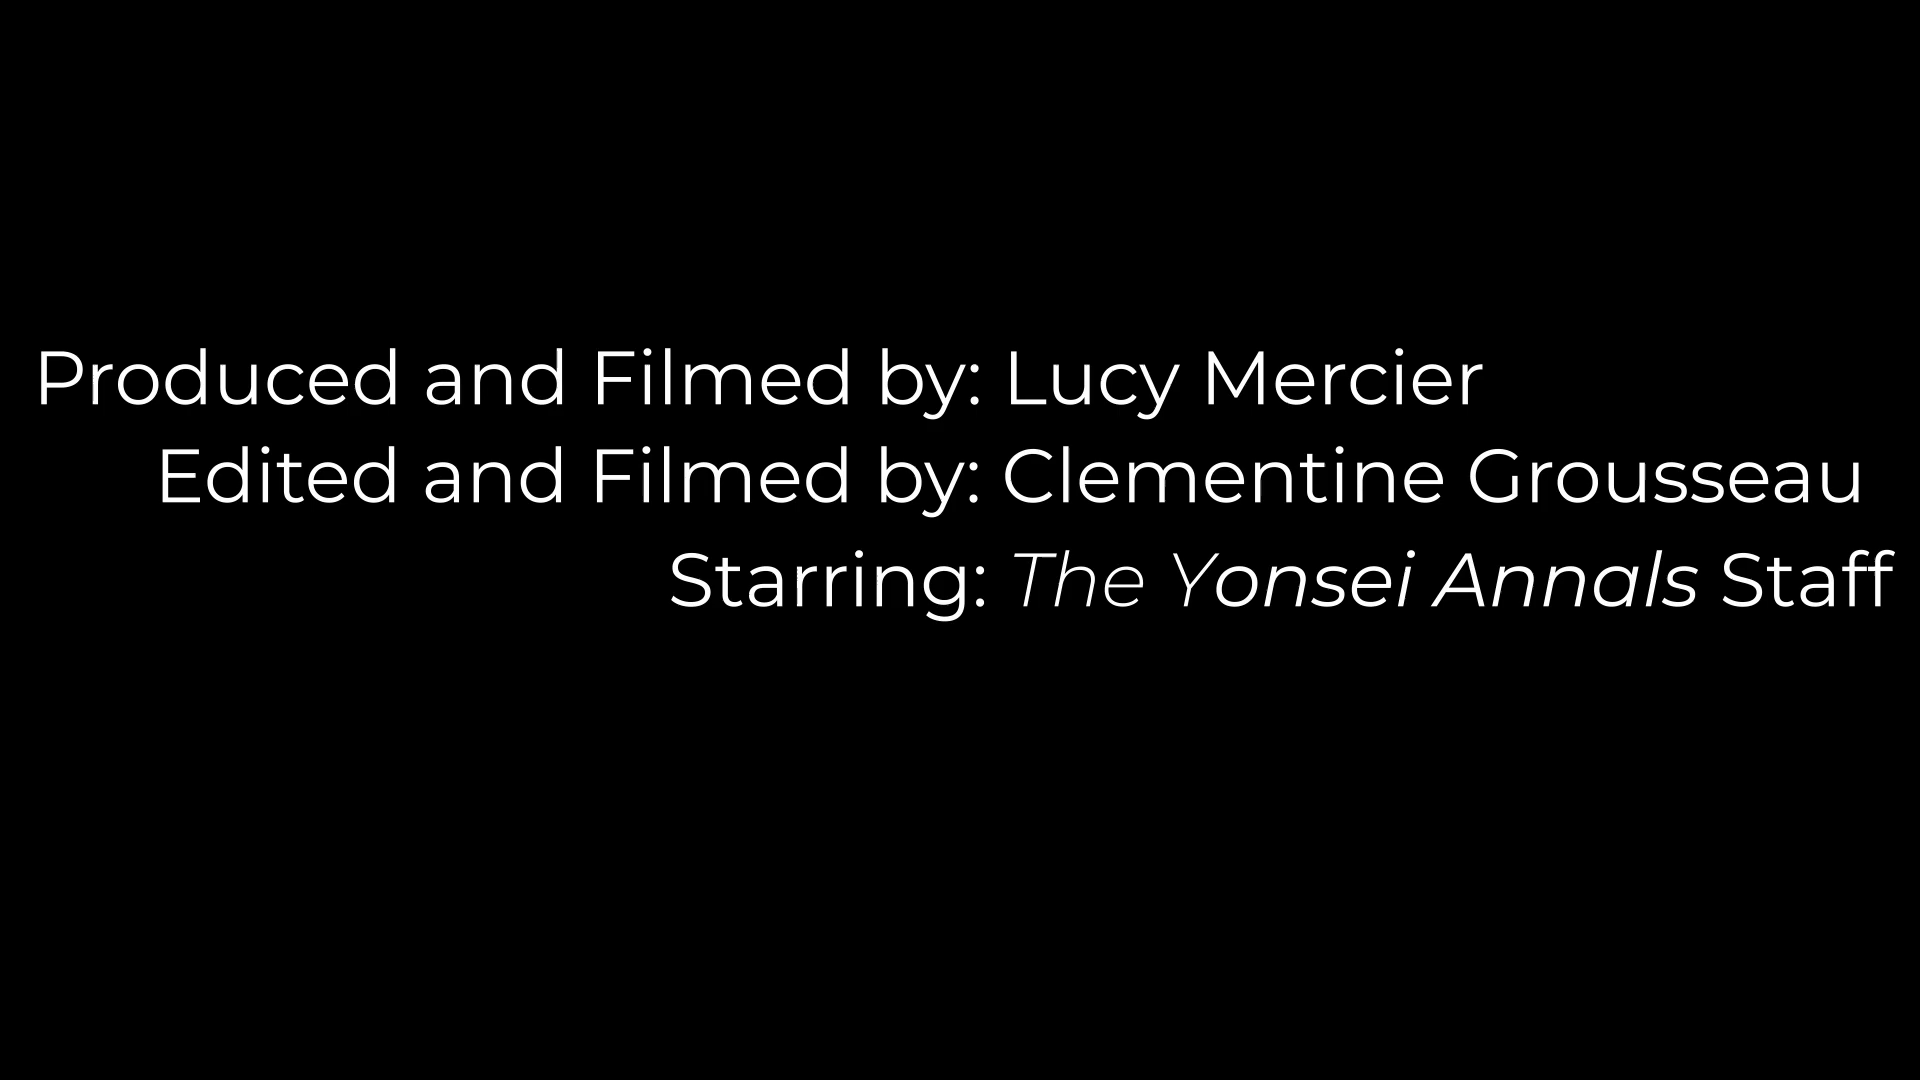 Produced and Filmed by: Lucy Mercier
Edited and Filmed by: Clementine Grousseau
Starring: The Yonsei Annals Staff